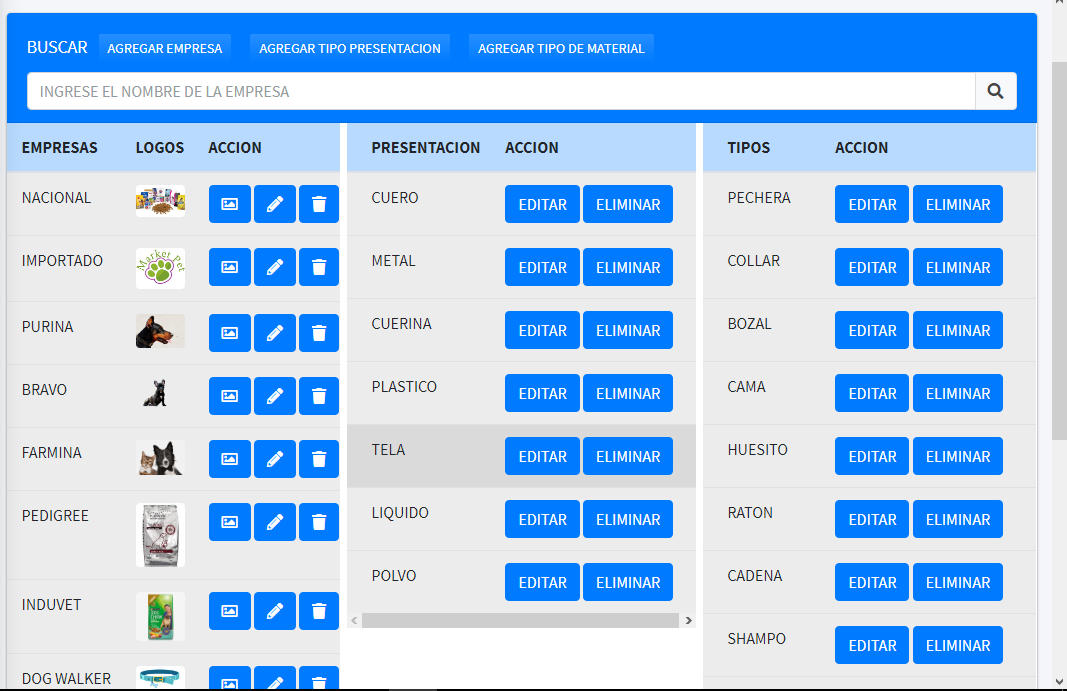 BUSCAR AGREGAR EMPRESA AGREGAR TIPO PRESENTACION AGREGAR TIPO DE MATERIAL
INGRESE EL NOMBRE DE LA EMPRESA
EMPRESAS LOGOS ACCION PRESENTACION ACCION TIPOS ACCION
NACIONAL CUERO EDITAR ELIMINAR PECHERA EDITAR ELIMINAR
IMPORTADO Market Pet METAL EDITAR ELIMINAR COLLAR EDITAR ELIMINAR
PURINA CUERINA EDITAR ELIMINAR BOZAL EDITAR ELIMINAR
BRAVO PLASTICO EDITAR ELIMINAR CAMA EDITAR ELIMINAR
FARMINA TELA EDITAR ELIMINAR HUESITO EDITAR ELIMINAR
PEDIGREE LIQUIDO EDITAR ELIMINAR RATON EDITAR ELIMINAR
INDUVET POLVO EDITAR ELIMINAR CADENA EDITAR ELIMINAR
DOG WALKER SHAMPO EDITAR ELIMINAR